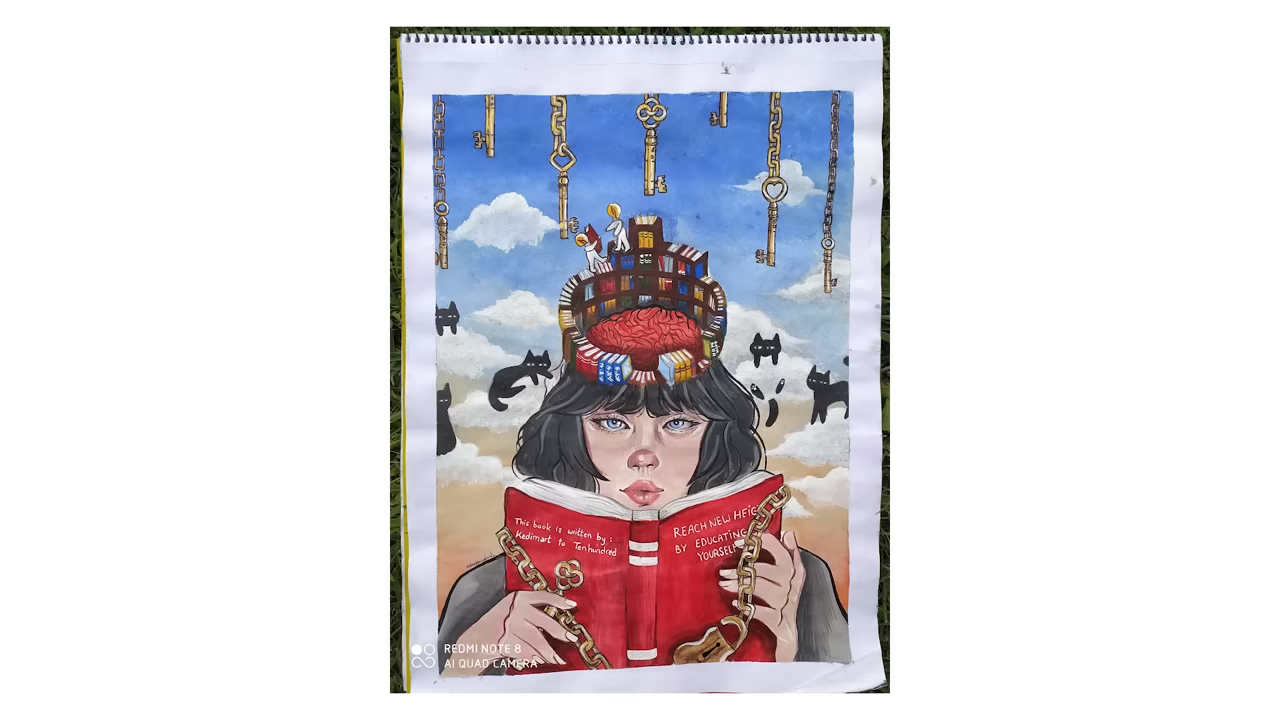 This book is written by:
Kedimart to Tenhundred
REACH NEW HEIG
BY EDUCATING
YOURSELF
REDMI NOTE 8
AI QUAD CAMERA